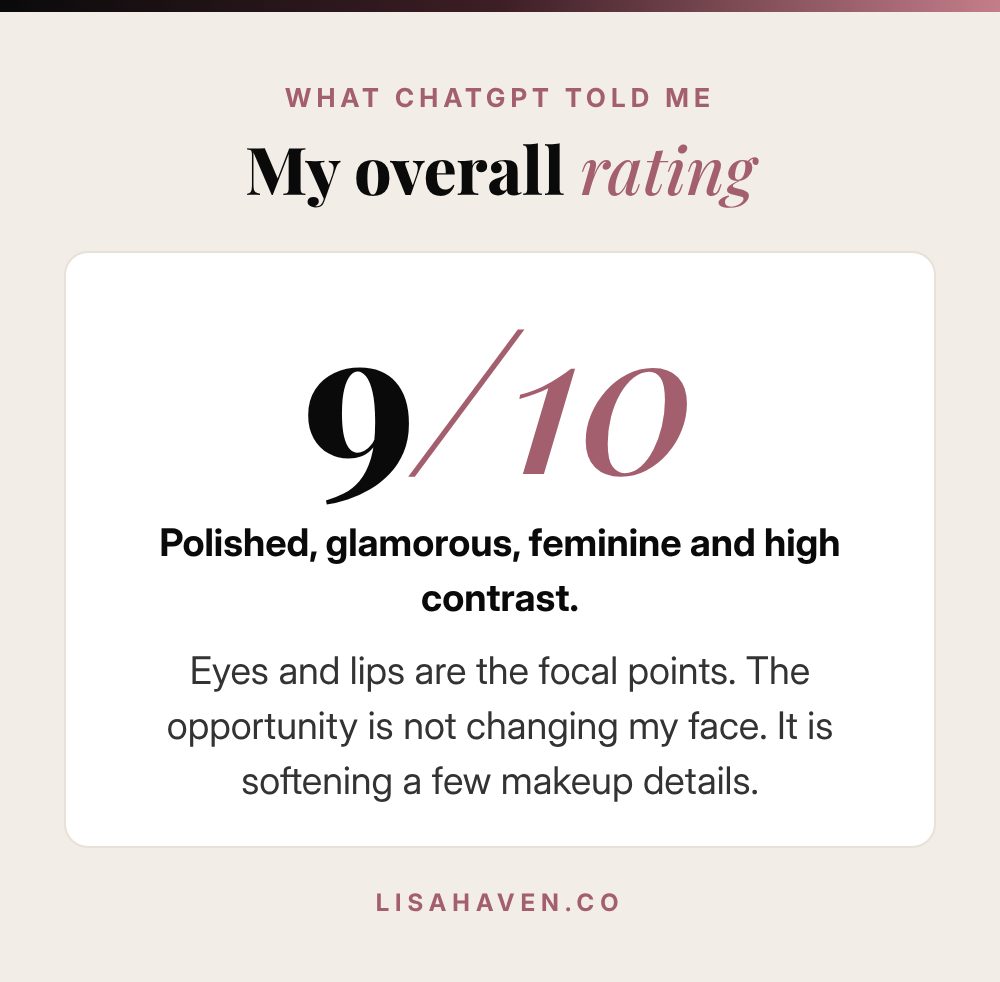 WHAT CHATGPT TOLD ME
My overall rating
9/10
Polished, glamorous, feminine and high
contrast.
Eyes and lips are the focal points. The
opportunity is not changing my face. It is
softening a few makeup details.
LISAHAVEN.CO